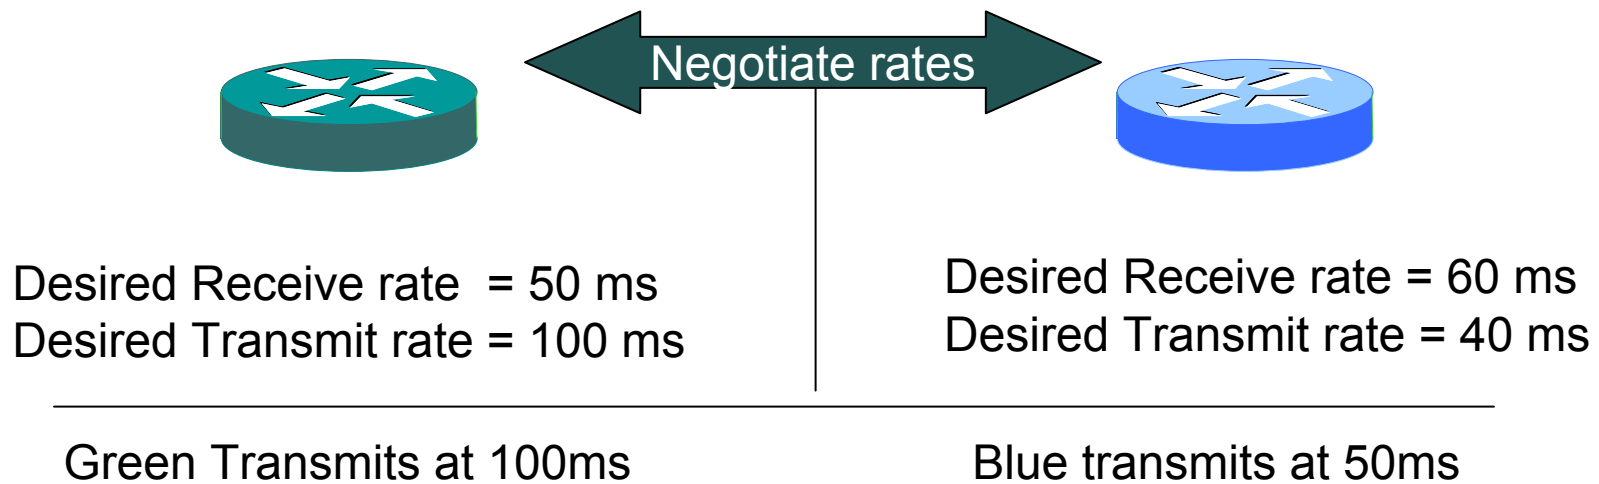 Negotiate rates
Desired Receive rate = 50 ms
Desired Transmit rate = 100 ms
Desired Receive rate = 60 ms
Desired Transmit rate = 40 ms
Green Transmits at 100ms
Blue transmits at 50ms